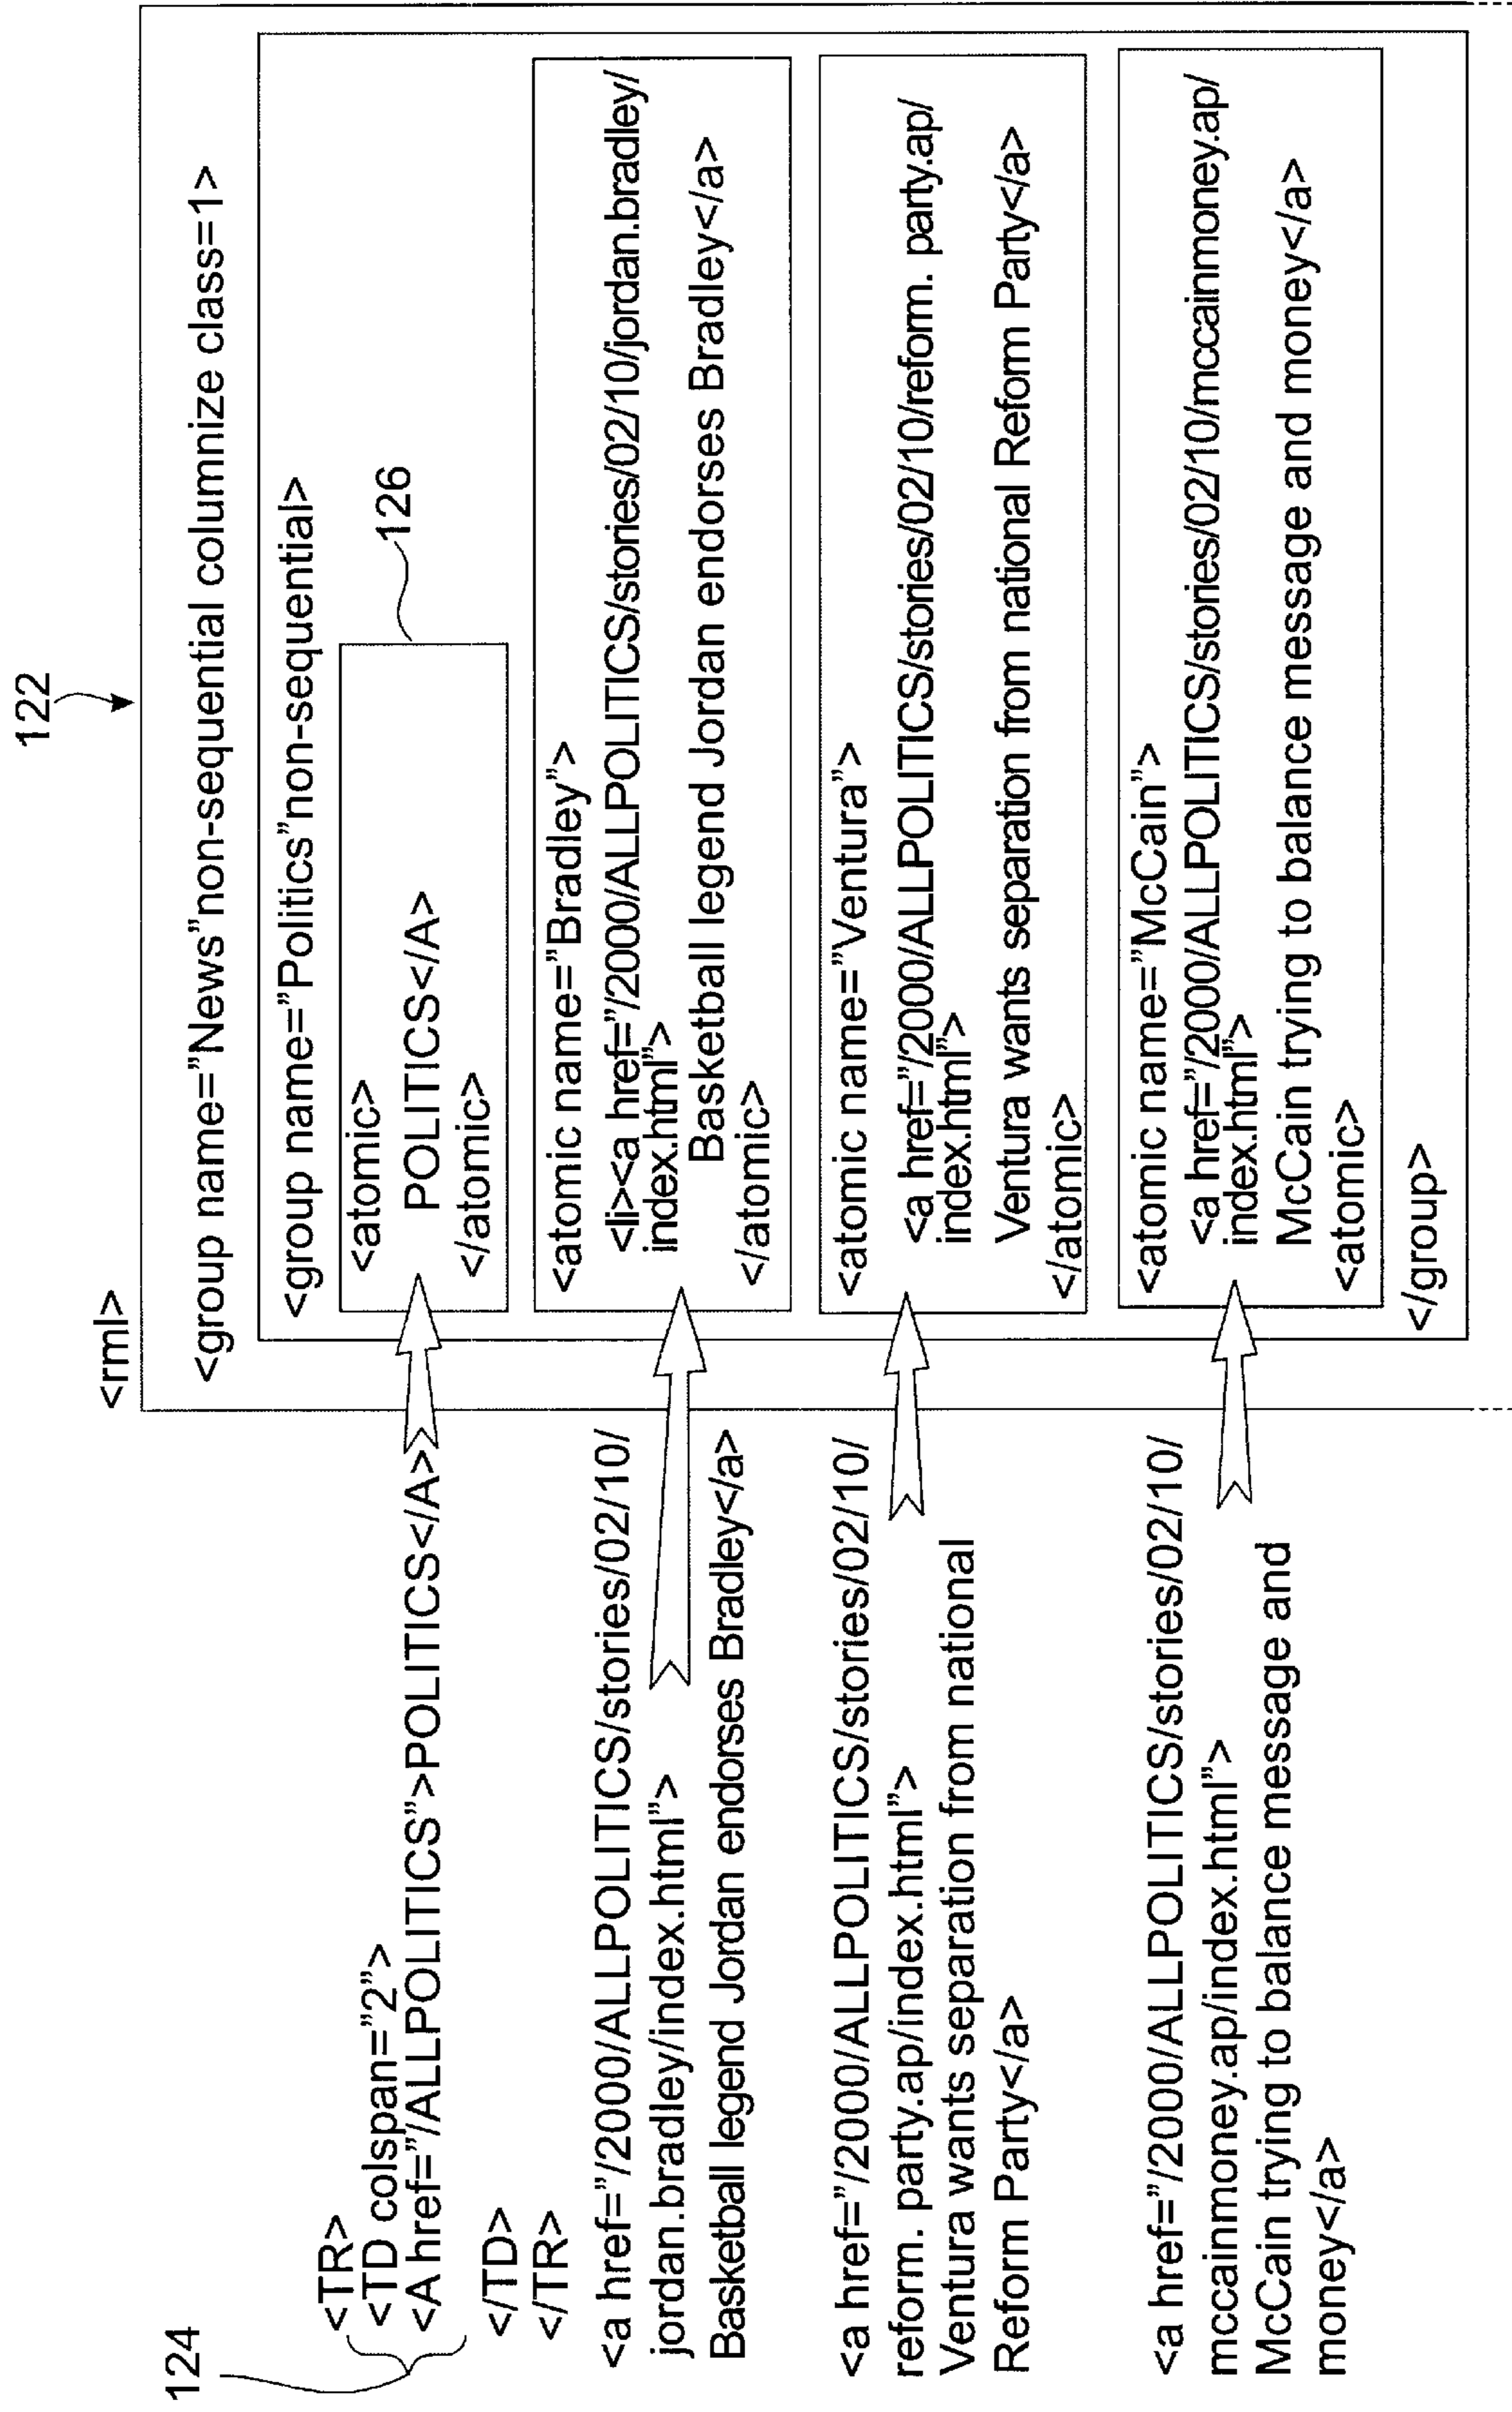 122
<rml>
<group name=”News”non-sequential columnize class=1>
<group name=”Politics”non-sequential>
126
<atomic>
POLITICS</A>
</atomic>
<atomic name=”Bradley”>
<li><a href=”/2000/ALLPOLITICS/stories/02/10/jordan.bradley/
index.html”>
Basketball legend Jordan endorses Bradley</a>
</atomic>
<atomic name=”Ventura”>
<a href=”/2000/ALLPOLITICS/stories/02/10/reform. party.ap/
index.html”>
Ventura wants separation from national Reform Party</a>
</atomic>
<atomic name=”McCain”>
<a href=”/2000/ALLPOLITICS/stories/02/10/mccainmoney.ap/
index.html”>
McCain trying to balance message and money</a>
<atomic>
</group>
124
<TR>
<TD colspan=”2”>
<A href=”/ALLPOLITICS”>POLITICS</A>
</TD>
</TR>
<a href=”/2000/ALLPOLITICS/stories/02/10/
jordan.bradley/index.html”>
Basketball legend Jordan endorses Bradley</a>
<a href=”/2000/ALLPOLITICS/stories/02/10/
reform. party.ap/index.html”>
Ventura wants separation from national
Reform Party</a>
<a href=”/2000/ALLPOLITICS/stories/02/10/
mccainmoney.ap/index.html”>
McCain trying to balance message and
money</a>